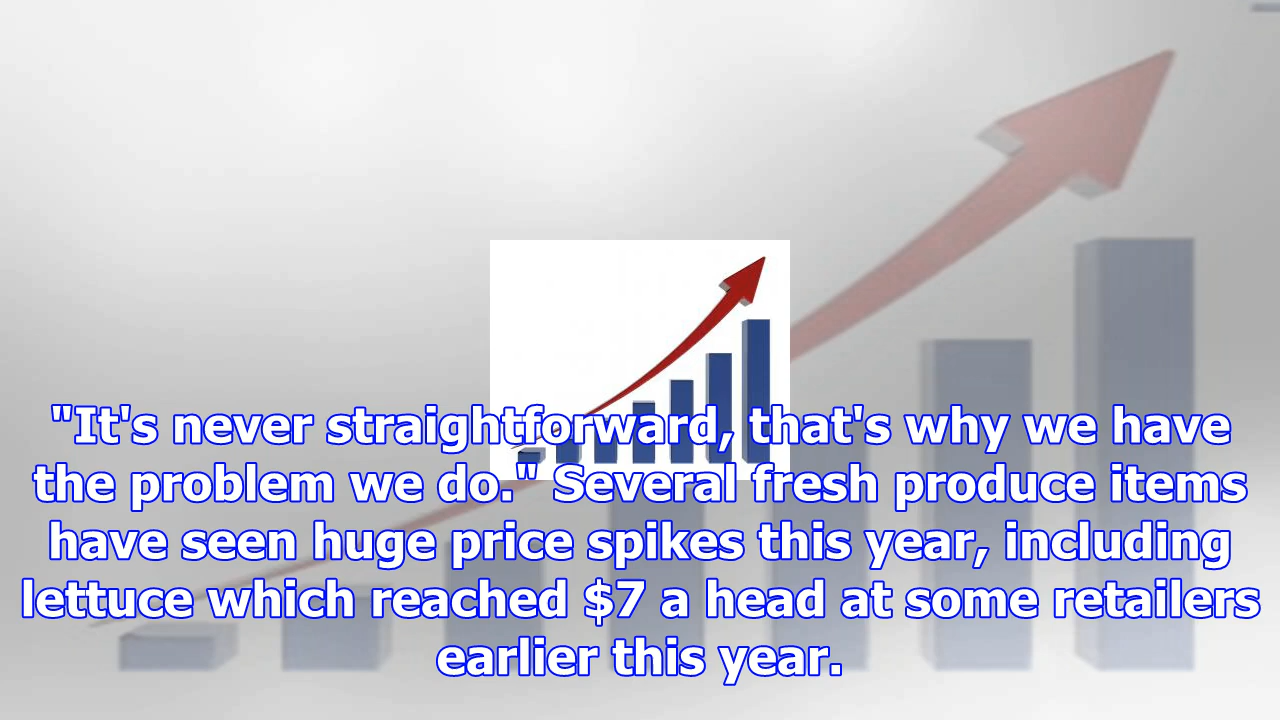 "It's never straightforward, that's why we have
the problem we do." Several fresh produce items
have seen huge price spikes this year, including
lettuce which reached $7 a head at some retailers
earlier this year.